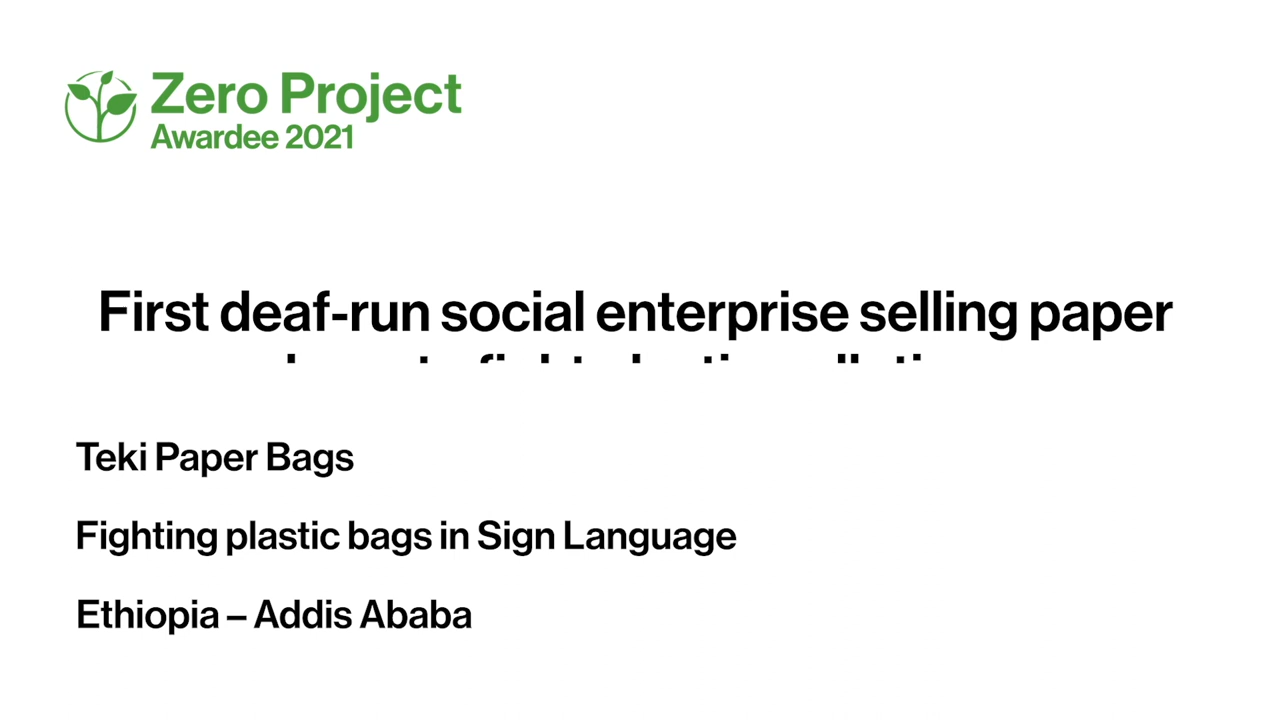 Zero Project
Awardee 2021
First deaf-run social enterprise selling paper
Teki Paper Bags
Fighting plastic bags in Sign Language
Ethiopia – Addis Ababa